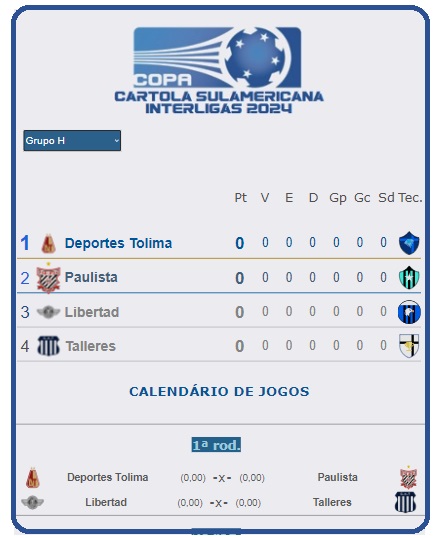 COPA
CARTOLA SULAMERICANA
INTERLIGAS 2024
Grupo H
Pt V E D Gp Gc Sd Tec.
1 Deportes Tolima 0 0 0 0 0 0 0
2 Paulista 0 0 0 0 0 0 0
3 Libertad 0 0 0 0 0 0 0
4 Talleres 0 0 0 0 0 0 0
CALENDÁRIO DE JOGOS
1ª rod.
Deportes Tolima (0,00) -x- (0,00) Paulista
Libertad (0,00) -x- (0,00) Talleres